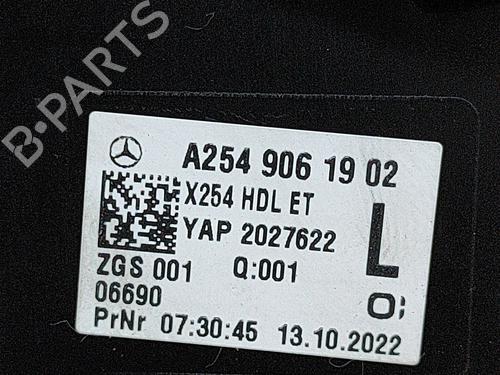 B-PARTS
A254 906 19 02
X254 HDL ET
YAP 2027622
L
ZGS 001 Q:001
06690
O;
PrNr 07:30:45 13.10.2022